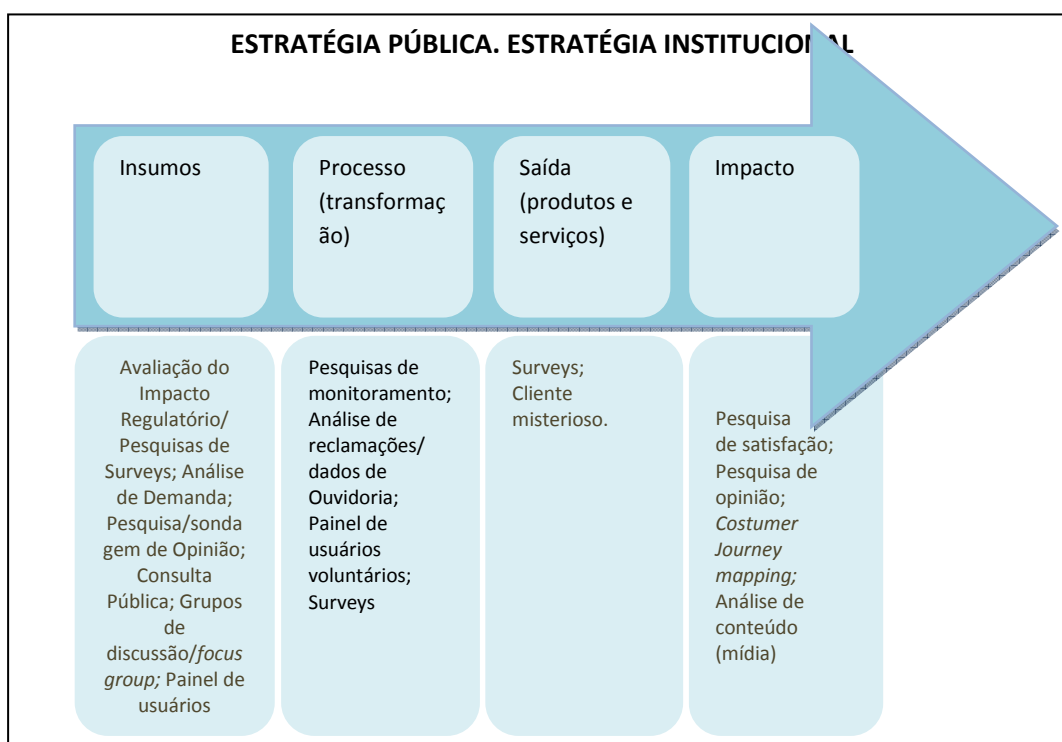 ESTRATÉGIA PÚBLICA. ESTRATÉGIA INSTITUCIONAL
Insumos
Processo
(transformaç
ão)
Saída
(produtos e
serviços)
Impacto
Avaliação do
Impacto
Regulatório/
Pesquisas de
Surveys; Análise
de Demanda;
Pesquisa/sonda
gem de Opinião;
Consulta
Pública; Grupos
de
discussão/focus
group; Painel de
usuários
Pesquisas de
monitoramento;
Análise de
reclamações/
dados de
Ouvidoria;
Painel de
usuários
voluntários;
Surveys
Surveys;
Cliente
misterioso.
Pesquisa
de satisfação;
Pesquisa de
opinião;
Costumer
Journey
mapping;
Análise de
conteúdo
(mídia)